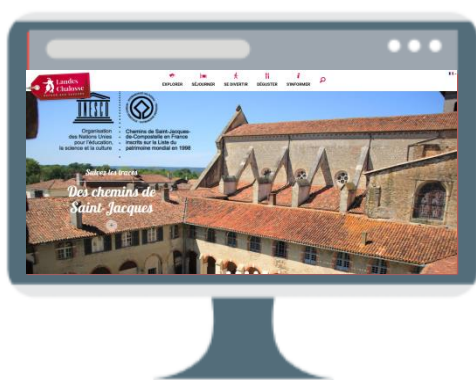 Landes
Chalosse
EXPLORER SÉJOURNER SE DIVERTIR DÉGUSTER S'INFORMER
UNESCO
Organisation
des Nations Unies
pour l'éducation,
la science et la culture
Chemins de Saint-Jacques-
de-Compostelle en France
inscrits sur la Liste du
patrimoine mondial en 1998
Suivez les traces
Des chemins de
Saint-Jacques